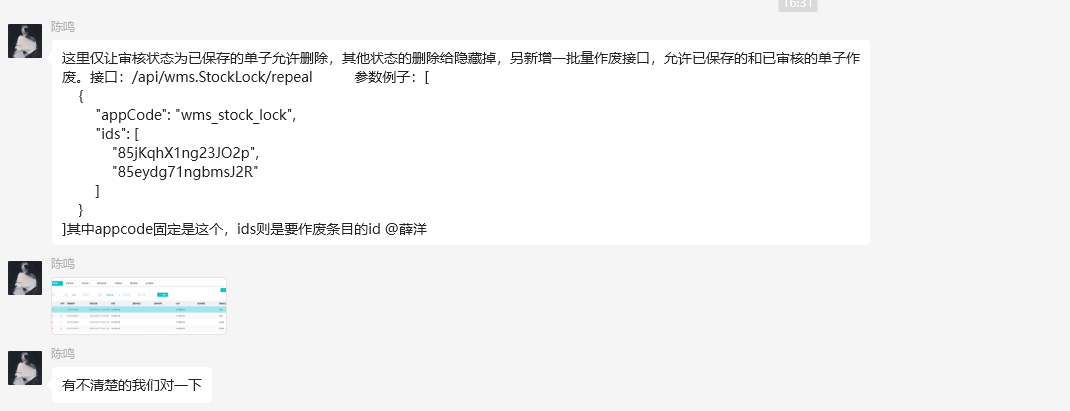 16:31
陈鸣
这里仅让审核状态为已保存的单子允许删除，其他状态的删除给隐藏掉，另新增一批量作废接口，允许已保存的和已审核的单子作
废。接口：/api/wms.StockLock/repeal 参数例子：[
{
"appCode": "wms_stock_lock",
"ids": [
"85jKqhX1ng23JO2p",
"85eydg71ngbmsJ2R"
]
}
]其中appcode固定是这个，ids则是要作废条目的id @薛洋
陈鸣
陈鸣
有不清楚的我们对一下